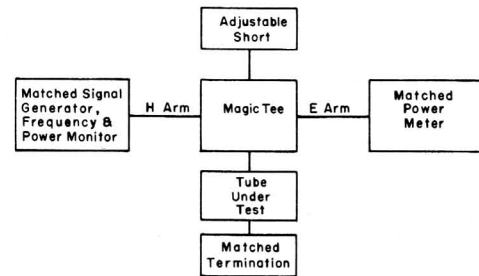 Adjustable
Short
Matched Signal
Generator,
Frequency &
Power Monitor
H Arm
Magic Tee
E Arm
Matched
Power
Meter
Tube
Under
Test
Matched
Termination